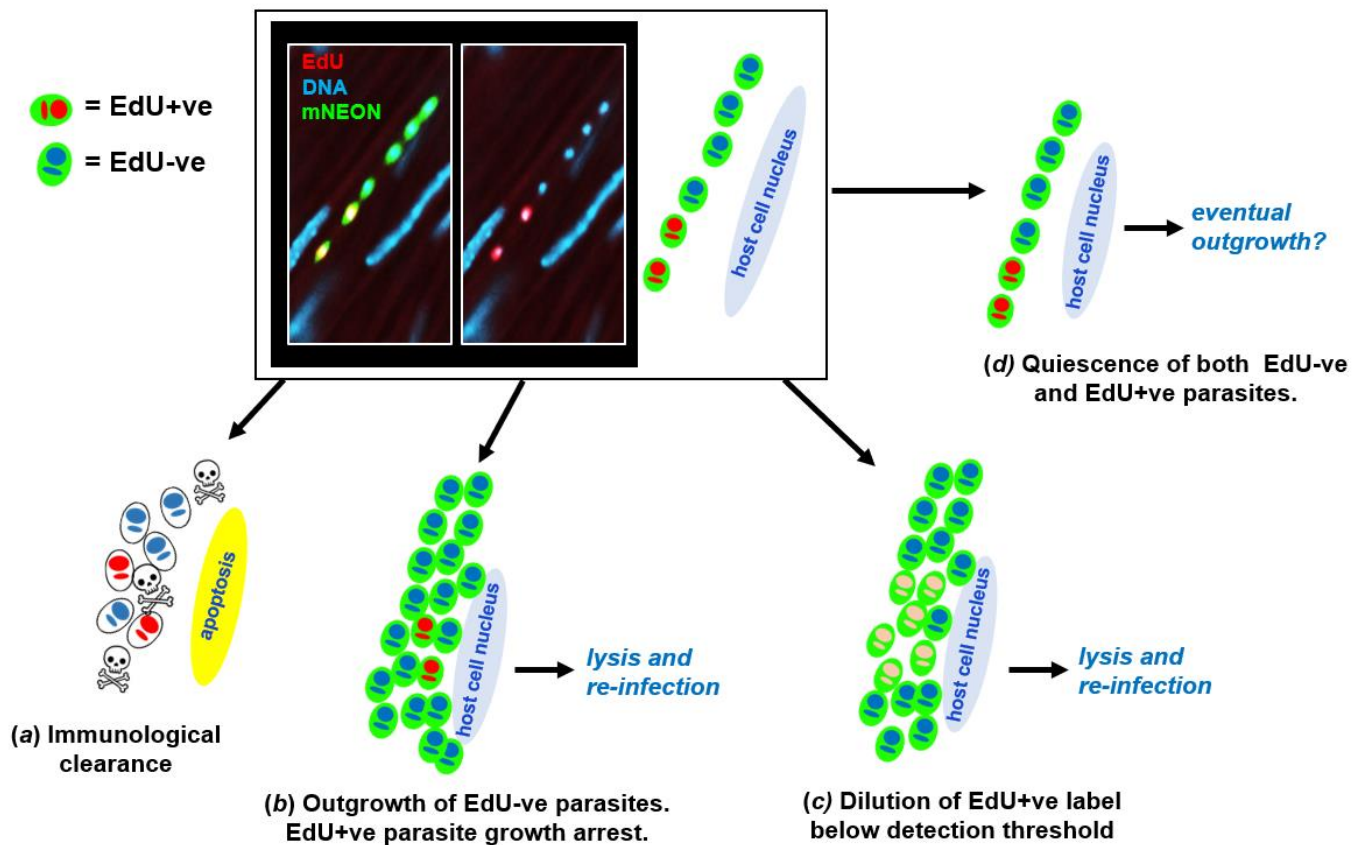 EdU
DNA
mNEON
= EdU+ve
= EdU-ve
host cell nucleus
host cell nucleus
eventual
outgrowth?
(d) Quiescence of both EdU-ve
and EdU+ve parasites.
apoptosis
(a) Immunological
clearance
host cell nucleus
lysis and
re-infection
(b) Outgrowth of EdU-ve parasites.
EdU+ve parasite growth arrest.
host cell nucleus
lysis and
re-infection
(c) Dilution of EdU+ve label
below detection threshold